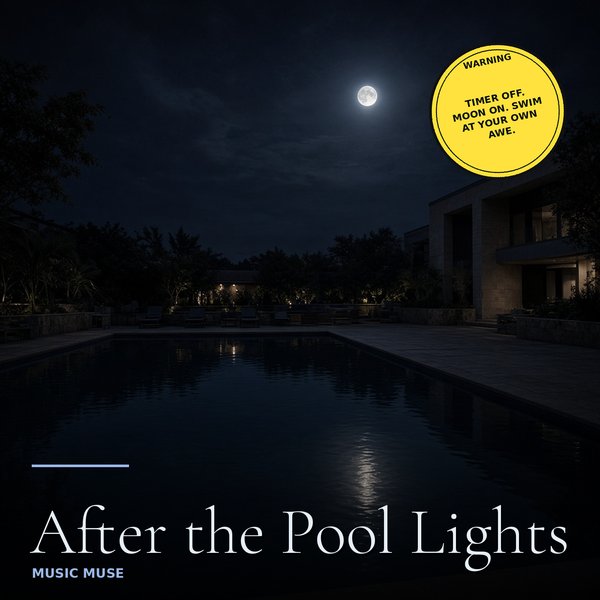 WARNING
TIMER OFF.
MOON ON. SWIM
AT YOUR OWN
AWE.
After the Pool Lights
MUSIC MUSE